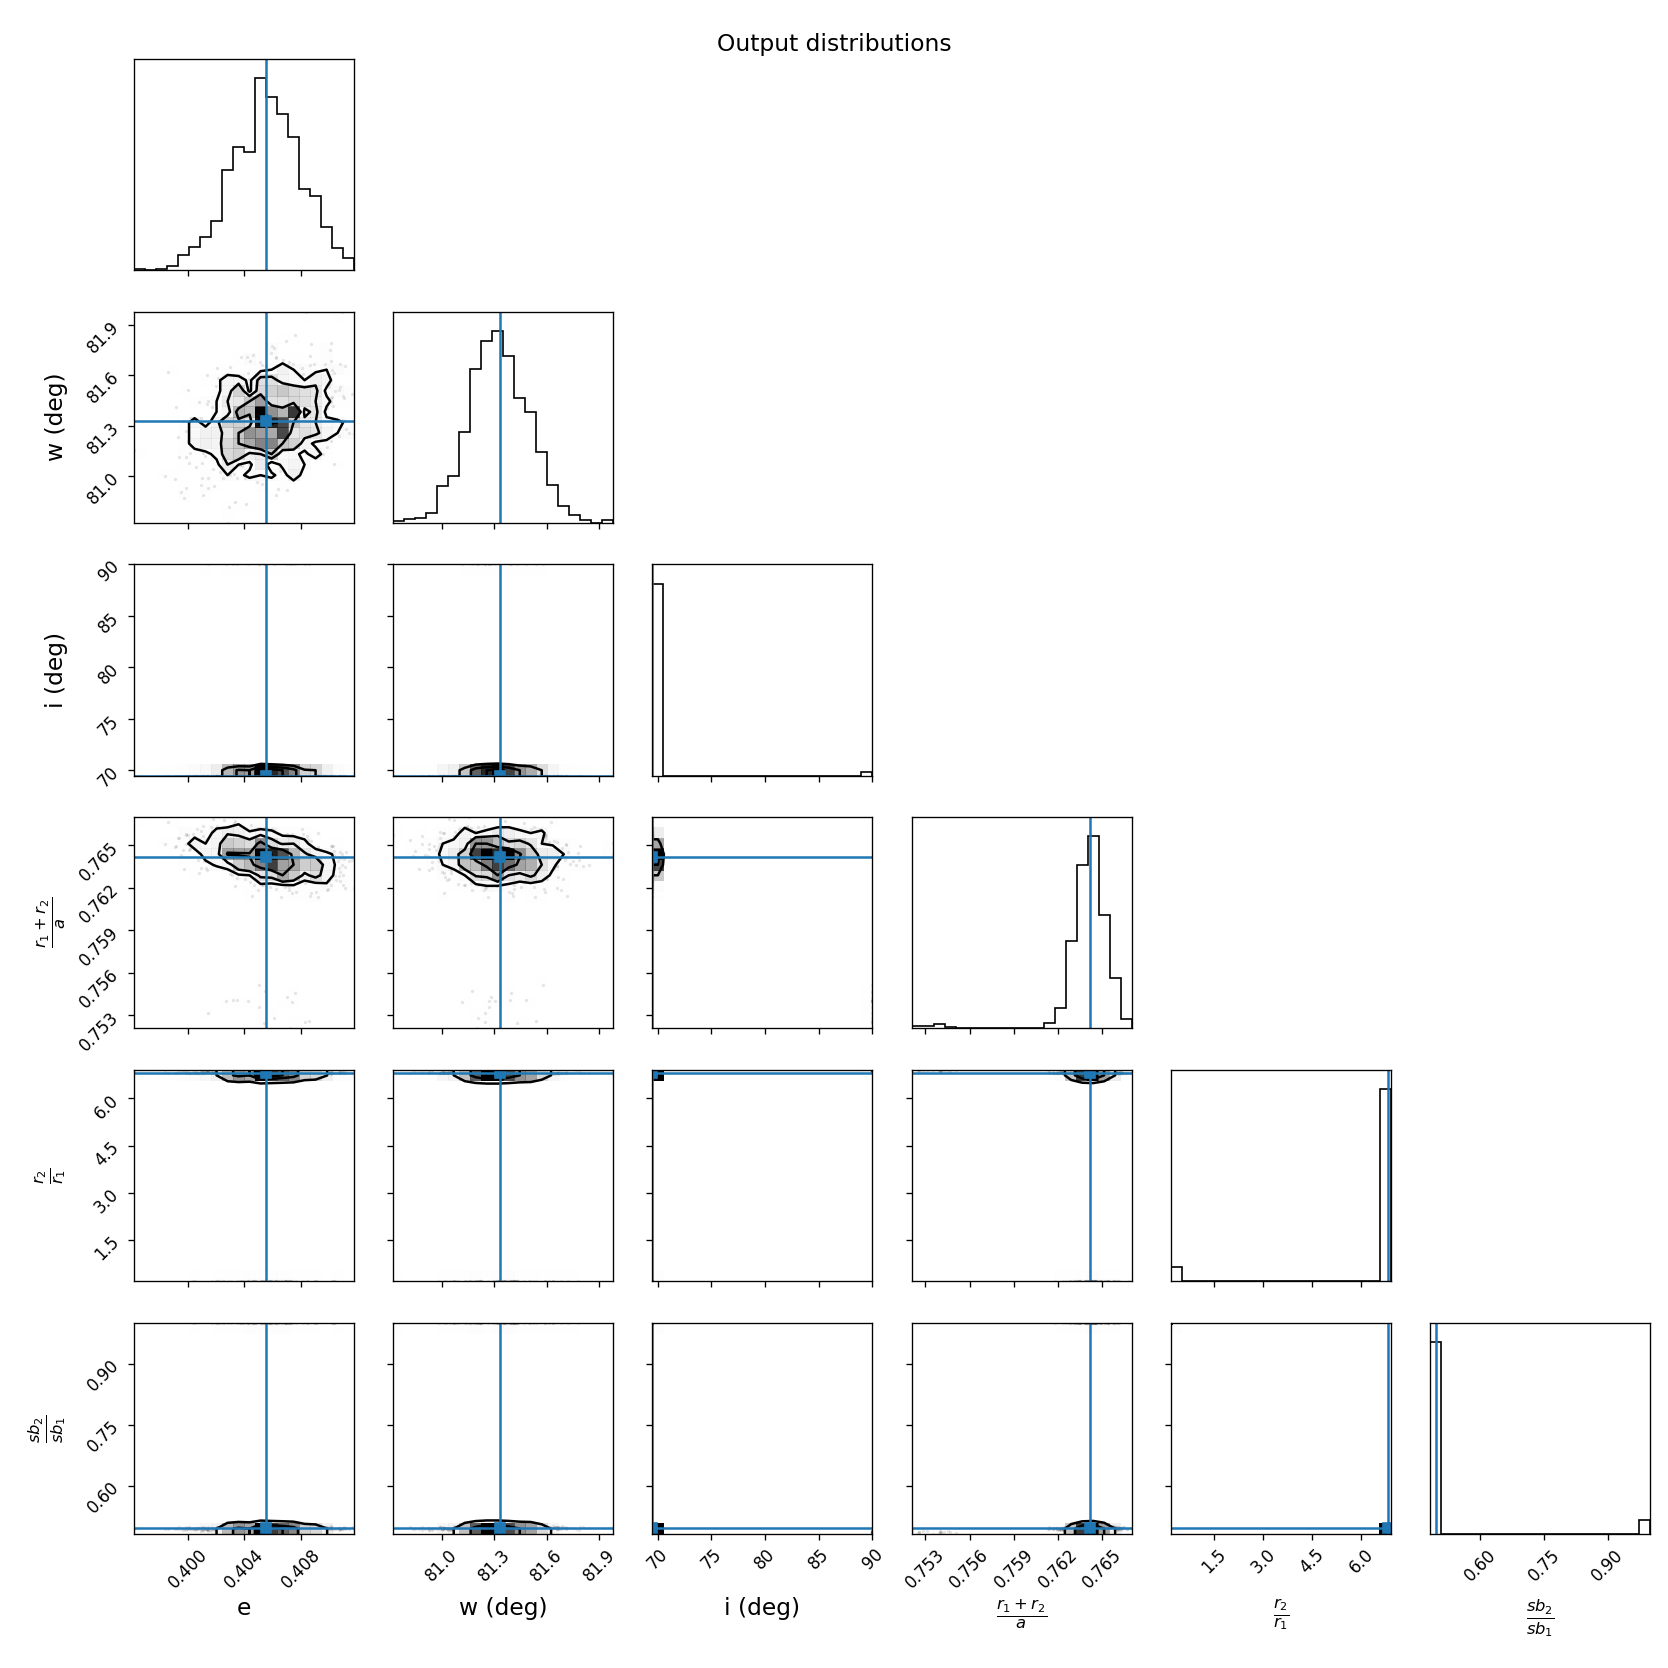 Output distributions
w (deg)
81.9
81.6
81.3
81.0
i (deg)
90
85
80
75
70
r₁ + r₂
a
0.765
0.762
0.759
0.756
0.753
r₂
r₁
6.0
4.5
3.0
1.5
sb₂
sb₁
0.90
0.75
0.60
0.400 0.404 0.408
81.0 81.3 81.6 81.9
70 75 80 85 90
0.753 0.756 0.759 0.762 0.765
1.5 3.0 4.5 6.0
0.60 0.75 0.90
e
w (deg)
i (deg)
r₁ + r₂
a
r₂
r₁
sb₂
sb₁